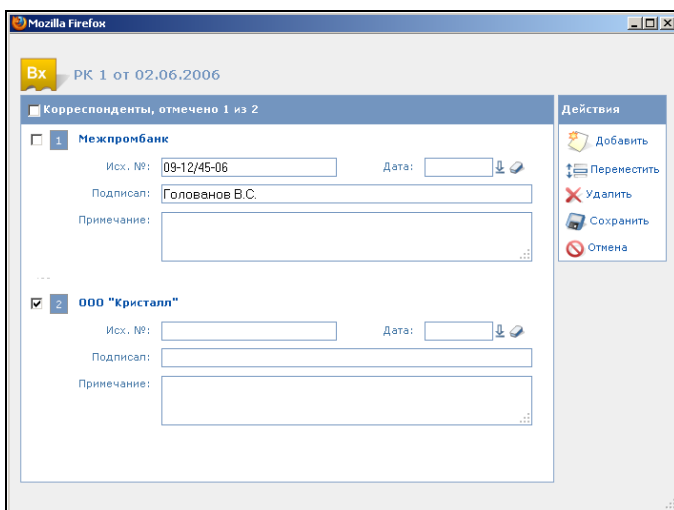 Mozilla Firefox
Вх РК 1 от 02.06.2006
Корреспонденты, отмечено 1 из 2
Действия
1 Межпромбанк
Добавить
Исх. №: 09-12/45-06 Дата:
Переместить
Подписал: Голованов В.С.
Удалить
Примечание:
Сохранить
Отмена
2 ООО "Кристалл"
Исх. №: Дата:
Подписал:
Примечание: